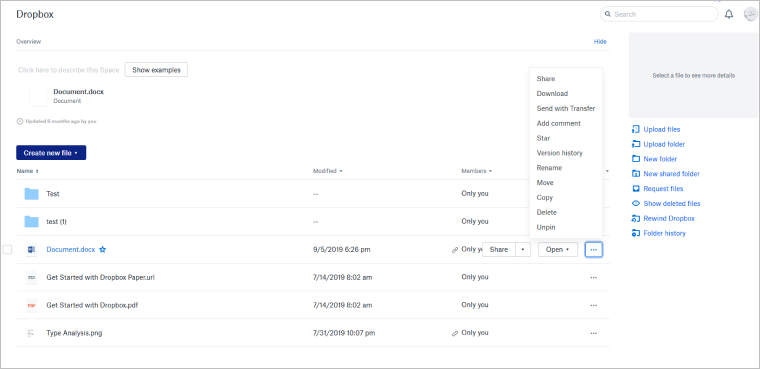 Dropbox
Search
Overview
Hide
Click here to describe this Space
Show examples
Document.docx
Document
Updated 6 months ago by you
Select a file to see more details
Share
Download
Send with Transfer
Add comment
Star
Version history
Rename
Move
Copy
Delete
Unpin
Upload files
Upload folder
New folder
New shared folder
Request files
Show deleted files
Rewind Dropbox
Folder history
Create new file
Name Modified Members
Test -- Only you
test (1) -- Only you
Document.docx 9/5/2019 6:26 pm Only you Share Open
Get Started with Dropbox Paper.url 7/14/2019 8:02 am Only you
PDF Get Started with Dropbox.pdf 7/14/2019 8:02 am Only you
Type Analysis.png 7/31/2019 10:07 pm Only you